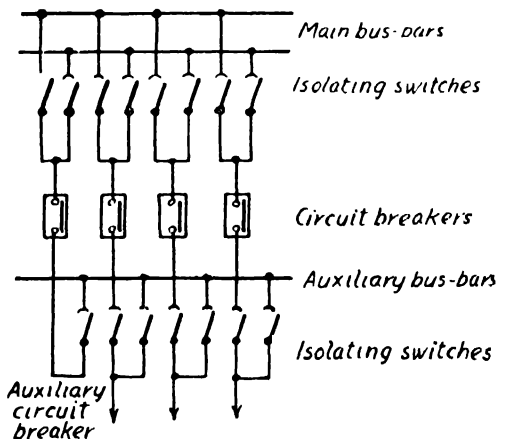 Main bus-bars
Isolating switches
Circuit breakers
Auxiliary bus-bars
Isolating switches
Auxiliary
circuit
breaker